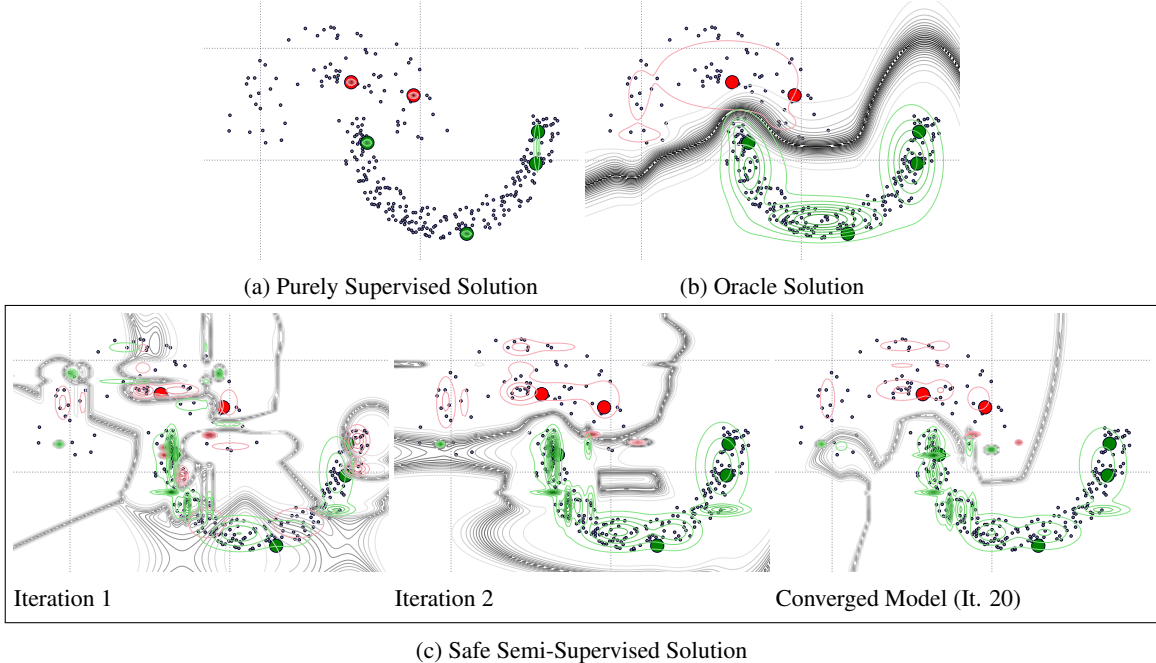 (a) Purely Supervised Solution
(b) Oracle Solution
Iteration 1
Iteration 2
Converged Model (It. 20)
(c) Safe Semi-Supervised Solution